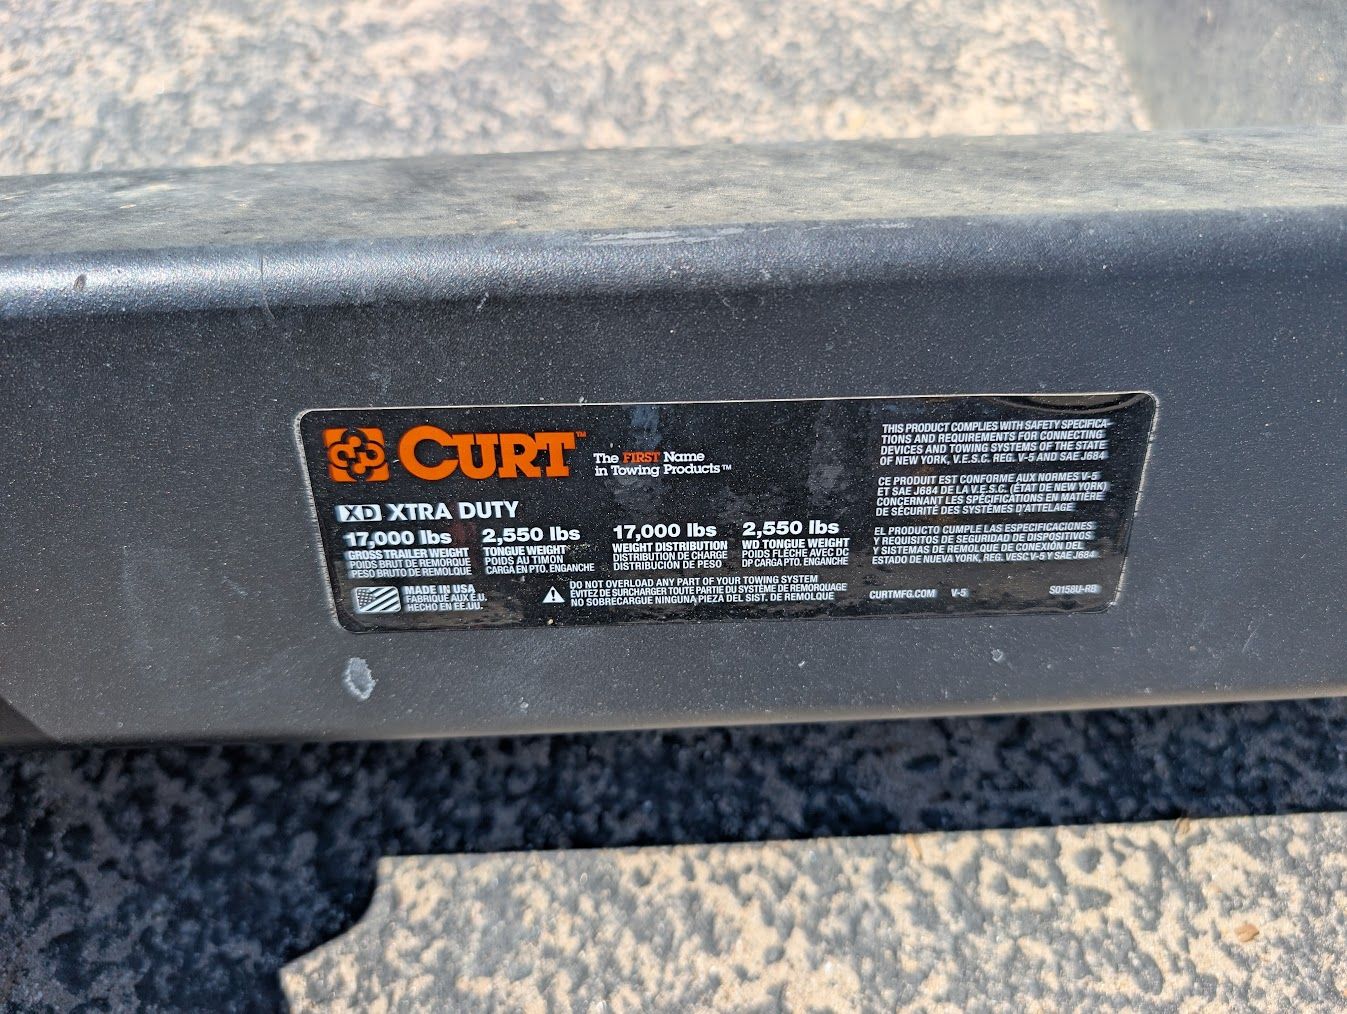 CURT™
The FIRST Name
in Towing Products™
XD XTRA DUTY
17,000 lbs
GROSS TRAILER WEIGHT
POIDS BRUT DE REMORQUE
PESO BRUTO DE REMOLQUE
2,550 lbs
TONGUE WEIGHT
POIDS AU TIMON
CARGA EN PTO. ENGANCHE
17,000 lbs
WEIGHT DISTRIBUTION
DISTRIBUTION DE CHARGE
DISTRIBUCIÓN DE PESO
2,550 lbs
WD TONGUE WEIGHT
POIDS FLÈCHE AVEC DC
DP CARGA PTO. ENGANCHE
MADE IN USA
FABRIQUÉ AUX É.U.
HECHO EN EE.UU.
DO NOT OVERLOAD ANY PART OF YOUR TOWING SYSTEM
ÉVITEZ DE SURCHARGER TOUTE PARTIE DU SYSTÈME DE REMORQUAGE
NO SOBRECARGUE NINGUNA PIEZA DEL SIST. DE REMOLQUE
THIS PRODUCT COMPLIES WITH SAFETY SPECIFICA-
TIONS AND REQUIREMENTS FOR CONNECTING
DEVICES AND TOWING SYSTEMS OF THE STATE
OF NEW YORK, V.E.S.C. REG. V-5 AND SAE J684
CE PRODUIT EST CONFORME AUX NORMES V-5
ET SAE J684 DE LA V.E.S.C. (ÉTAT DE NEW YORK)
CONCERNANT LES SPÉCIFICATIONS EN MATIÈRE
DE SÉCURITÉ DES SYSTÈMES D'ATTELAGE
EL PRODUCTO CUMPLE LAS ESPECIFICACIONES
Y REQUISITOS DE SEGURIDAD DE DISPOSITIVOS
Y SISTEMAS DE REMOLQUE DE CONEXIÓN DEL
ESTADO DE NUEVA YORK, REG. VESC V-5 Y SAE J684
CURTMFG.COM V-5 S0158U-RB